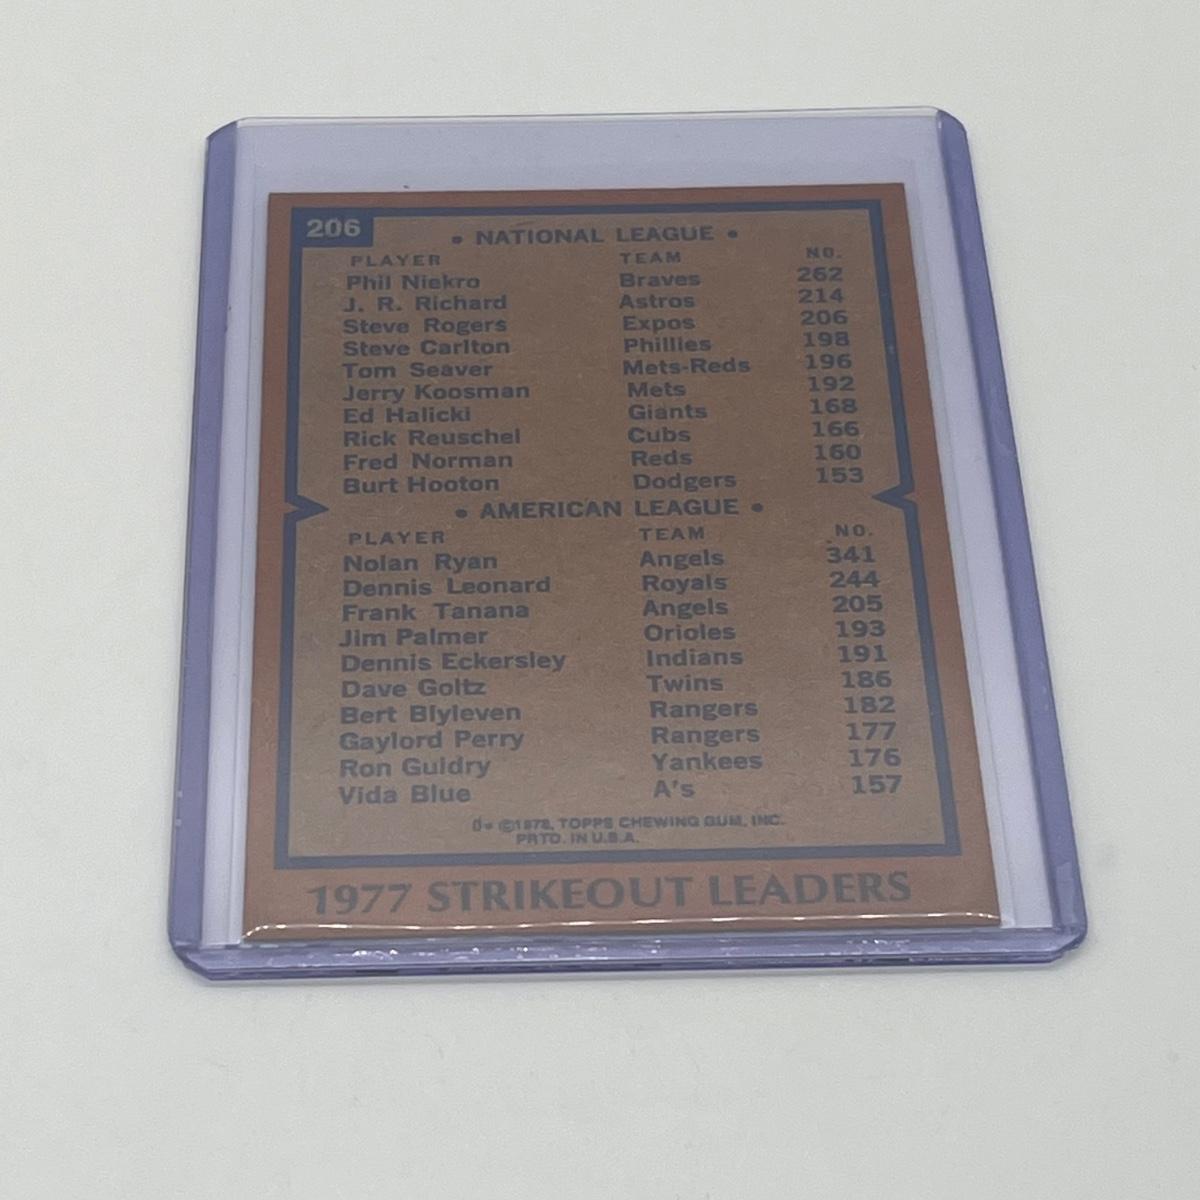 206
• NATIONAL LEAGUE •
PLAYER TEAM NO.
Phil Niekro Braves 262
J. R. Richard Astros 214
Steve Rogers Expos 206
Steve Carlton Phillies 198
Tom Seaver Mets-Reds 196
Jerry Koosman Mets 192
Ed Halicki Giants 168
Rick Reuschel Cubs 166
Fred Norman Reds 160
Burt Hooton Dodgers 153
• AMERICAN LEAGUE •
PLAYER TEAM NO.
Nolan Ryan Angels 341
Dennis Leonard Royals 244
Frank Tanana Angels 205
Jim Palmer Orioles 193
Dennis Eckersley Indians 191
Dave Goltz Twins 186
Bert Blyleven Rangers 182
Gaylord Perry Rangers 177
Ron Guidry Yankees 176
Vida Blue A's 157
©1978, TOPPS CHEWING GUM, INC.
PRTD. IN U.S.A.
1977 STRIKEOUT LEADERS